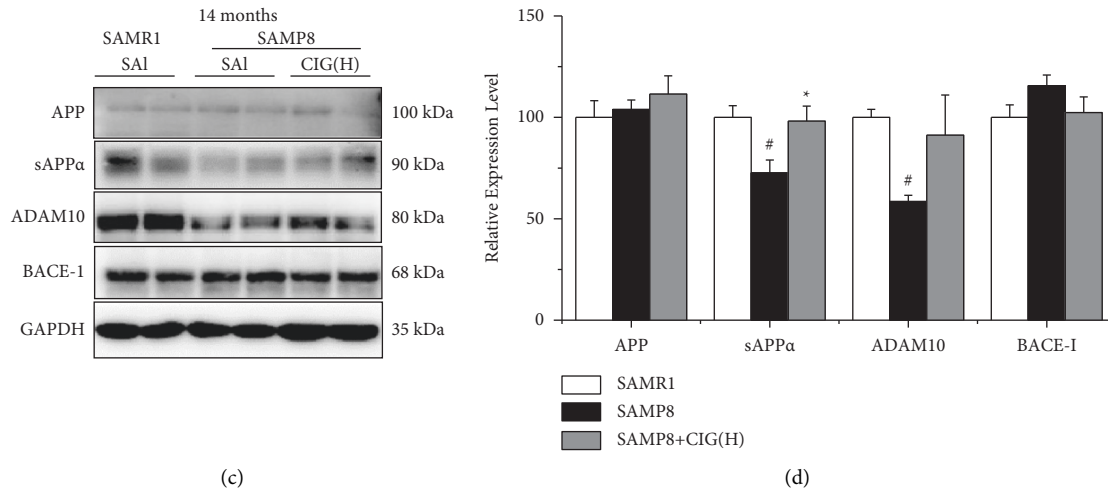 14 months
SAMR1 SAMP8
SAl SAl CIG(H)
APP 100 kDa
sAPPα 90 kDa
ADAM10 80 kDa
BACE-1 68 kDa
GAPDH 35 kDa
(c)
150
100
50
0
Relative Expression Level
# * #
APP sAPPα ADAM10 BACE-I
SAMR1
SAMP8
SAMP8+CIG(H)
(d)